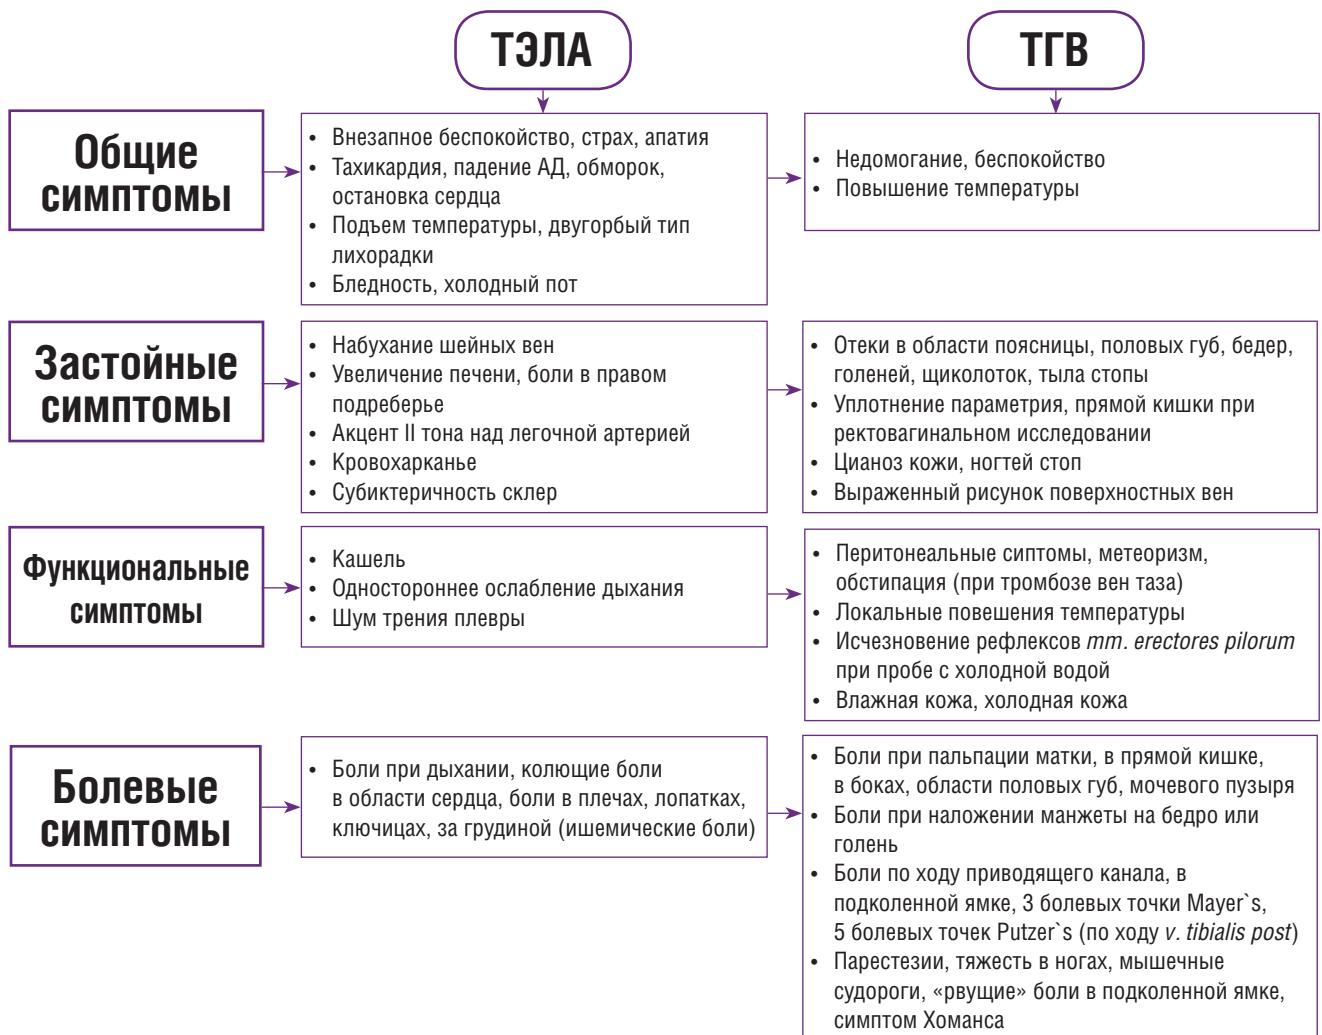 ТЭЛА
ТГВ
Общие
симптомы
• Внезапное беспокойство, страх, апатия
• Тахикардия, падение АД, обморок,
остановка сердца
• Подъем температуры, двугорбый тип
лихорадки
• Бледность, холодный пот
• Недомогание, беспокойство
• Повышение температуры
Застойные
симптомы
• Набухание шейных вен
• Увеличение печени, боли в правом
подреберье
• Акцент II тона над легочной артерией
• Кровохарканье
• Субиктеричность склер
• Отеки в области поясницы, половых губ, бедер,
голеней, щиколоток, тыла стопы
• Уплотнение параметрия, прямой кишки при
ректовагинальном исследовании
• Цианоз кожи, ногтей стоп
• Выраженный рисунок поверхностных вен
Функциональные
симптомы
• Кашель
• Одностороннее ослабление дыхания
• Шум трения плевры
• Перитонеальные сиптомы, метеоризм,
обстипация (при тромбозе вен таза)
• Локальные повешения температуры
• Исчезновение рефлексов mm. erectores pilorum
при пробе с холодной водой
• Влажная кожа, холодная кожа
Болевые
симптомы
• Боли при дыхании, колющие боли
в области сердца, боли в плечах, лопатках,
ключицах, за грудиной (ишемические боли)
• Боли при пальпации матки, в прямой кишке,
в боках, области половых губ, мочевого пузыря
• Боли при наложении манжеты на бедро или
голень
• Боли по ходу приводящего канала, в
подколенной ямке, 3 болевых точки Mayer`s,
5 болевых точек Putzer`s (по ходу v. tibialis post)
• Парестезии, тяжесть в ногах, мышечные
судороги, «рвущие» боли в подколенной ямке,
симптом Хоманса